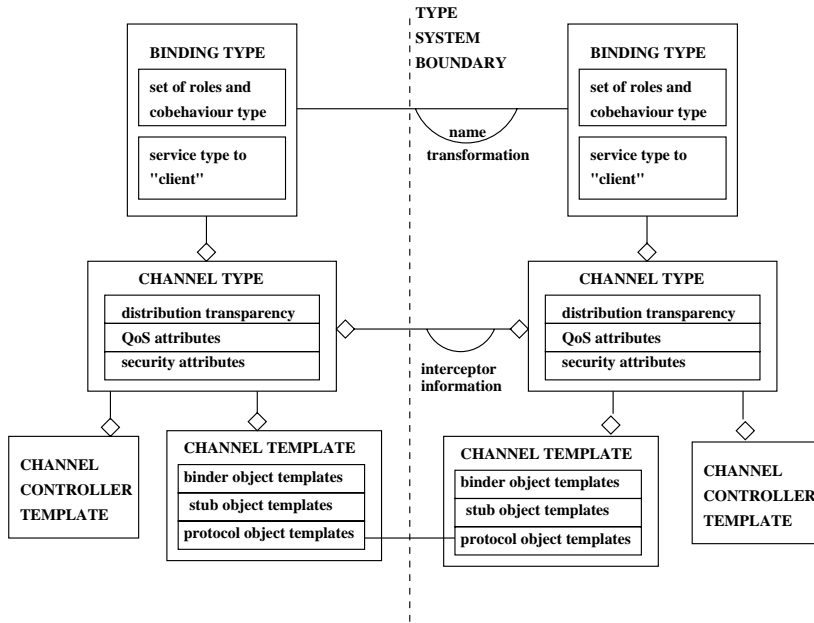 TYPE
SYSTEM
BOUNDARY
BINDING TYPE
set of roles and
cobehaviour type
service type to
"client"
BINDING TYPE
set of roles and
cobehaviour type
service type to
"client"
name
transformation
CHANNEL TYPE
distribution transparency
QoS attributes
security attributes
CHANNEL TYPE
distribution transparency
QoS attributes
security attributes
interceptor
information
CHANNEL
CONTROLLER
TEMPLATE
CHANNEL TEMPLATE
binder object templates
stub object templates
protocol object templates
CHANNEL TEMPLATE
binder object templates
stub object templates
protocol object templates
CHANNEL
CONTROLLER
TEMPLATE